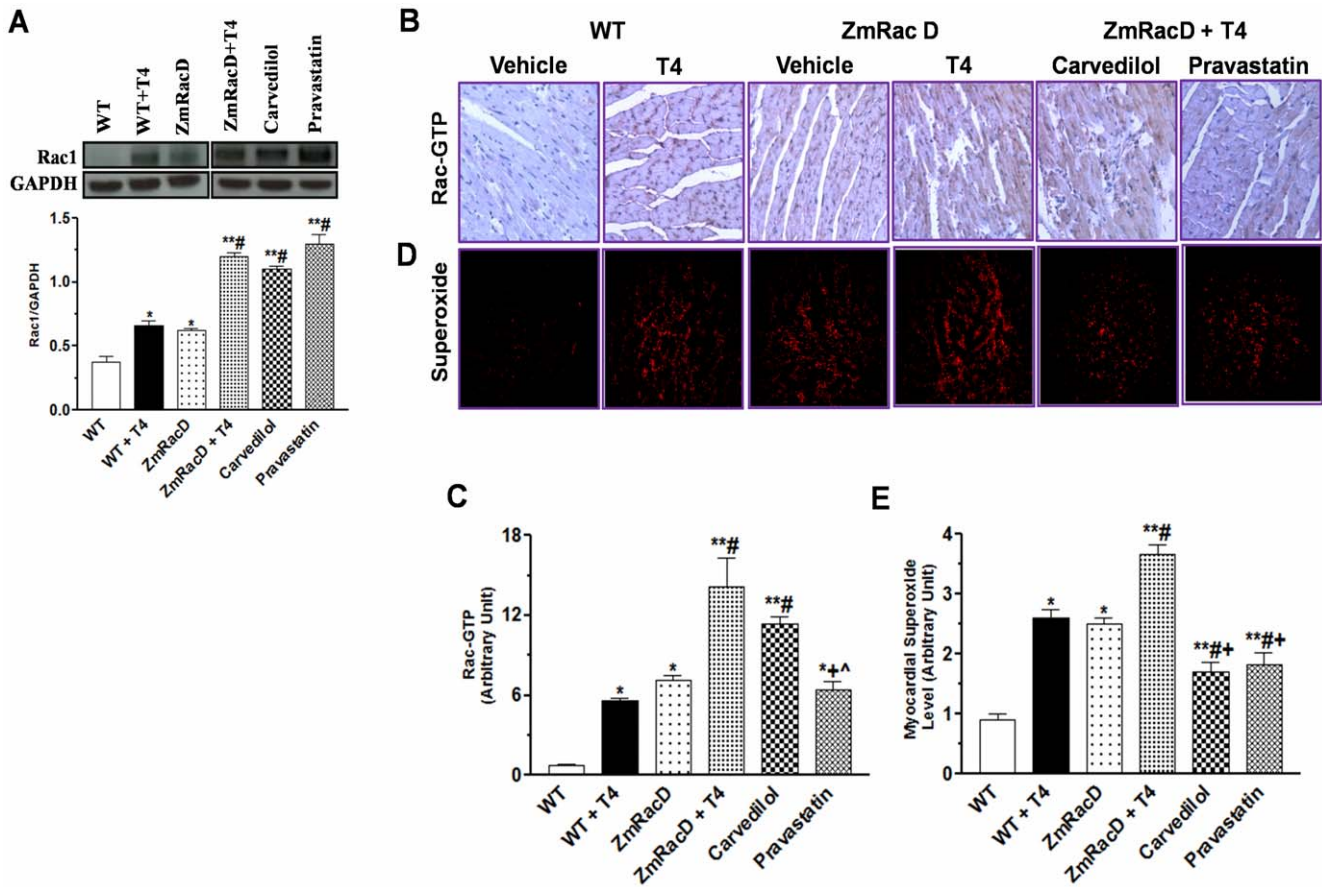 A
WT
WT+T4
ZmRacD
ZmRacD+T4
Carvedilol
Pravastatin
Rac1
GAPDH
Rac1/GAPDH
1.5
1.0
0.5
0.0
*
*
**#
**#
**#
WT
WT + T4
ZmRacD
ZmRacD + T4
Carvedilol
Pravastatin
B
WT
ZmRac D
ZmRacD + T4
Vehicle
T4
Vehicle
T4
Carvedilol
Pravastatin
Rac-GTP
D
Superoxide
C
Rac-GTP
(Arbitrary Unit)
18
12
6
0
*
*
**#
**#
*+^
WT
WT + T4
ZmRacD
ZmRacD + T4
Carvedilol
Pravastatin
E
Myocardial Superoxide
Level (Arbitrary Unit)
4
3
2
1
0
*
*
**#
**#+
**#+
WT
WT + T4
ZmRacD
ZmRacD + T4
Carvedilol
Pravastatin